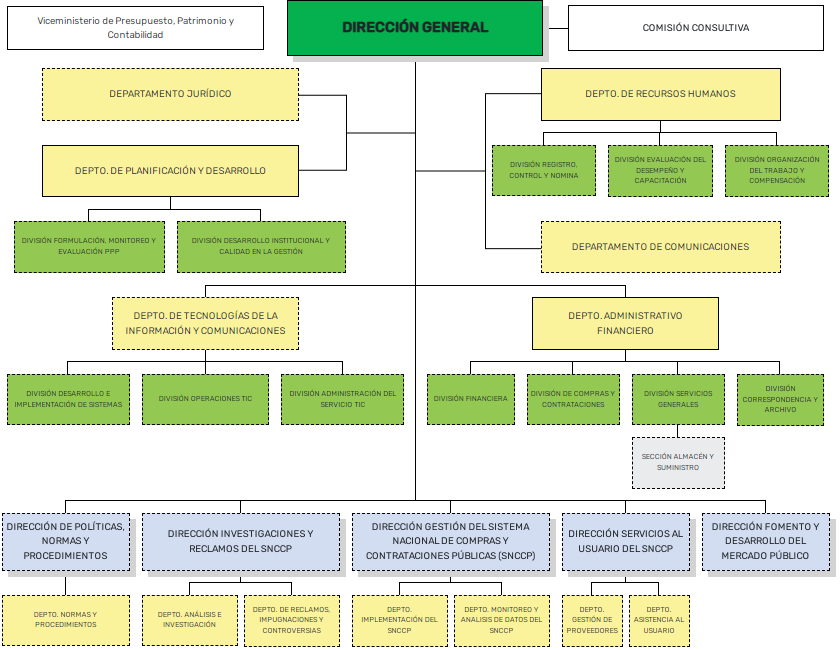 Viceministerio de Presupuesto, Patrimonio y
Contabilidad
DIRECCIÓN GENERAL
COMISIÓN CONSULTIVA
DEPARTAMENTO JURÍDICO
DEPTO. DE RECURSOS HUMANOS
DIVISIÓN REGISTRO,
CONTROL Y NOMINA
DIVISIÓN EVALUACIÓN DEL
DESEMPEÑO Y
CAPACITACIÓN
DIVISIÓN ORGANIZACIÓN
DEL TRABAJO Y
COMPENSACIÓN
DEPTO. DE PLANIFICACIÓN Y DESARROLLO
DIVISIÓN FORMULACIÓN, MONITOREO Y
EVALUACIÓN PPP
DIVISIÓN DESARROLLO INSTITUCIONAL Y
CALIDAD EN LA GESTIÓN
DEPARTAMENTO DE COMUNICACIONES
DEPTO. DE TECNOLOGÍAS DE LA
INFORMACIÓN Y COMUNICACIONES
DEPTO. ADMINISTRATIVO
FINANCIERO
DIVISIÓN DESARROLLO E
IMPLEMENTACIÓN DE SISTEMAS
DIVISIÓN OPERACIONES TIC
DIVISIÓN ADMINISTRACIÓN DEL
SERVICIO TIC
DIVISIÓN FINANCIERA
DIVISIÓN DE COMPRAS Y
CONTRATACIONES
DIVISIÓN SERVICIOS
GENERALES
DIVISIÓN
CORRESPONDENCIA Y
ARCHIVO
SECCIÓN ALMACÉN Y
SUMINISTRO
DIRECCIÓN DE POLÍTICAS,
NORMAS Y
PROCEDIMIENTOS
DIRECCIÓN INVESTIGACIONES Y
RECLAMOS DEL SNCCP
DIRECCIÓN GESTIÓN DEL SISTEMA
NACIONAL DE COMPRAS Y
CONTRATACIONES PÚBLICAS (SNCCP)
DIRECCIÓN SERVICIOS AL
USUARIO DEL SNCCP
DIRECCIÓN FOMENTO Y
DESARROLLO DEL
MERCADO PÚBLICO
DEPTO. NORMAS Y
PROCEDIMIENTOS
DEPTO. ANÁLISIS E
INVESTIGACIÓN
DEPTO. DE RECLAMOS,
IMPUGNACIONES Y
CONTROVERSIAS
DEPTO.
IMPLEMENTACIÓN DEL
SNCCP
DEPTO. MONITOREO Y
ANALISIS DE DATOS DEL
SNCCP
DEPTO.
GESTIÓN DE
PROVEEDORES
DEPTO.
ASISTENCIA AL
USUARIO